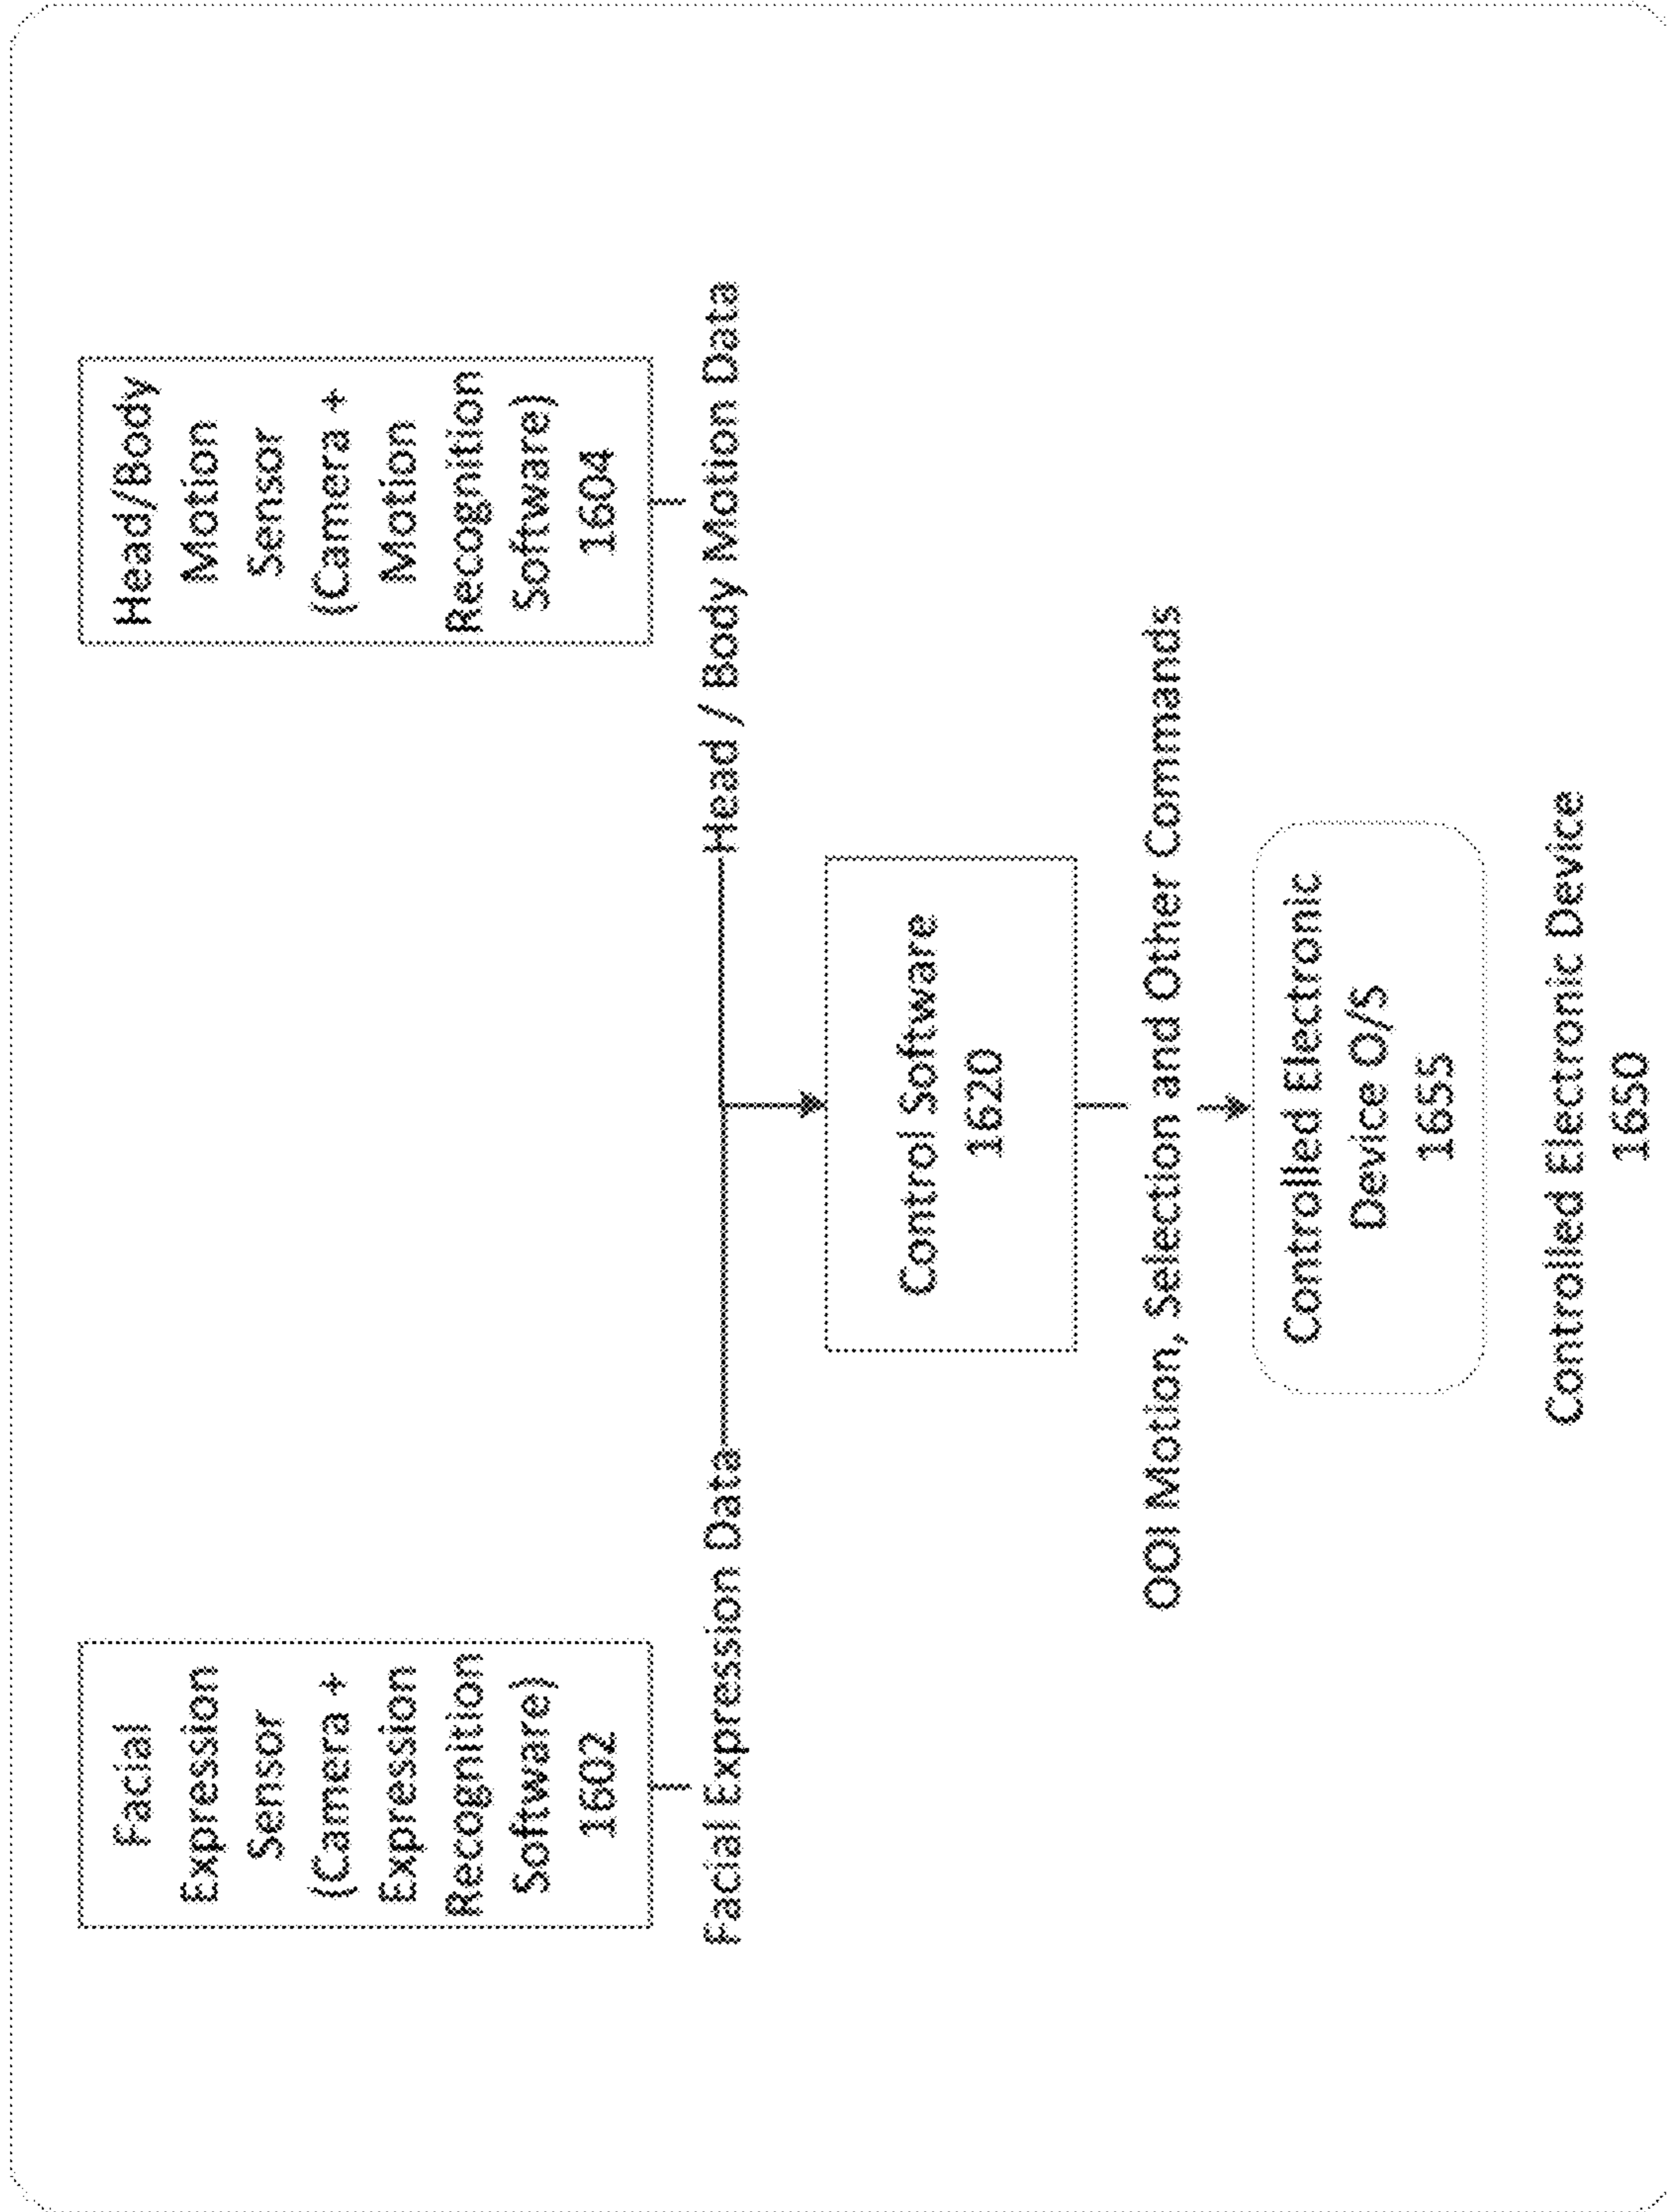 Facial
Expression
Sensor
(Camera +
Expression
Recognition
Software)
1602
Head/Body
Motion
Sensor
(Camera +
Motion
Recognition
Software)
1604
Facial Expression Data
Head / Body Motion Data
Control Software
1620
OOI Motion, Selection and Other Commands
Controlled Electronic
Device O/S
1655
Controlled Electronic Device
1650